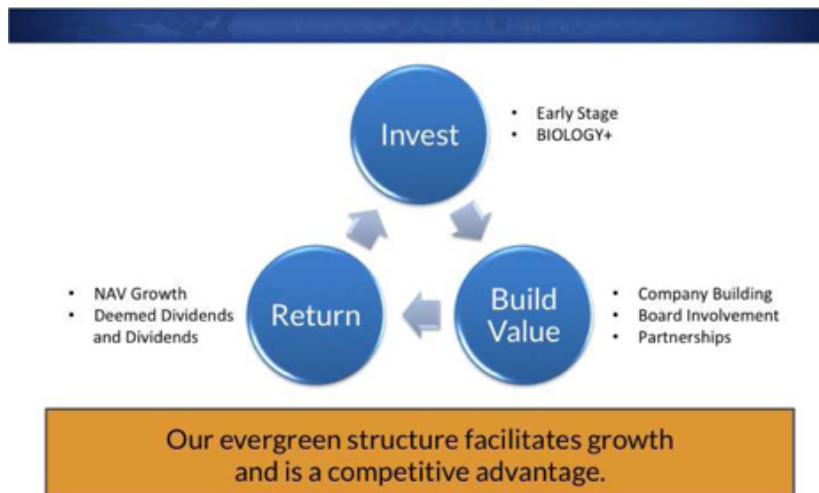 Invest
• Early Stage
• BIOLOGY+
Build
Value
• Company Building
• Board Involvement
• Partnerships
Return
• NAV Growth
• Deemed Dividends
and Dividends
Our evergreen structure facilitates growth
and is a competitive advantage.